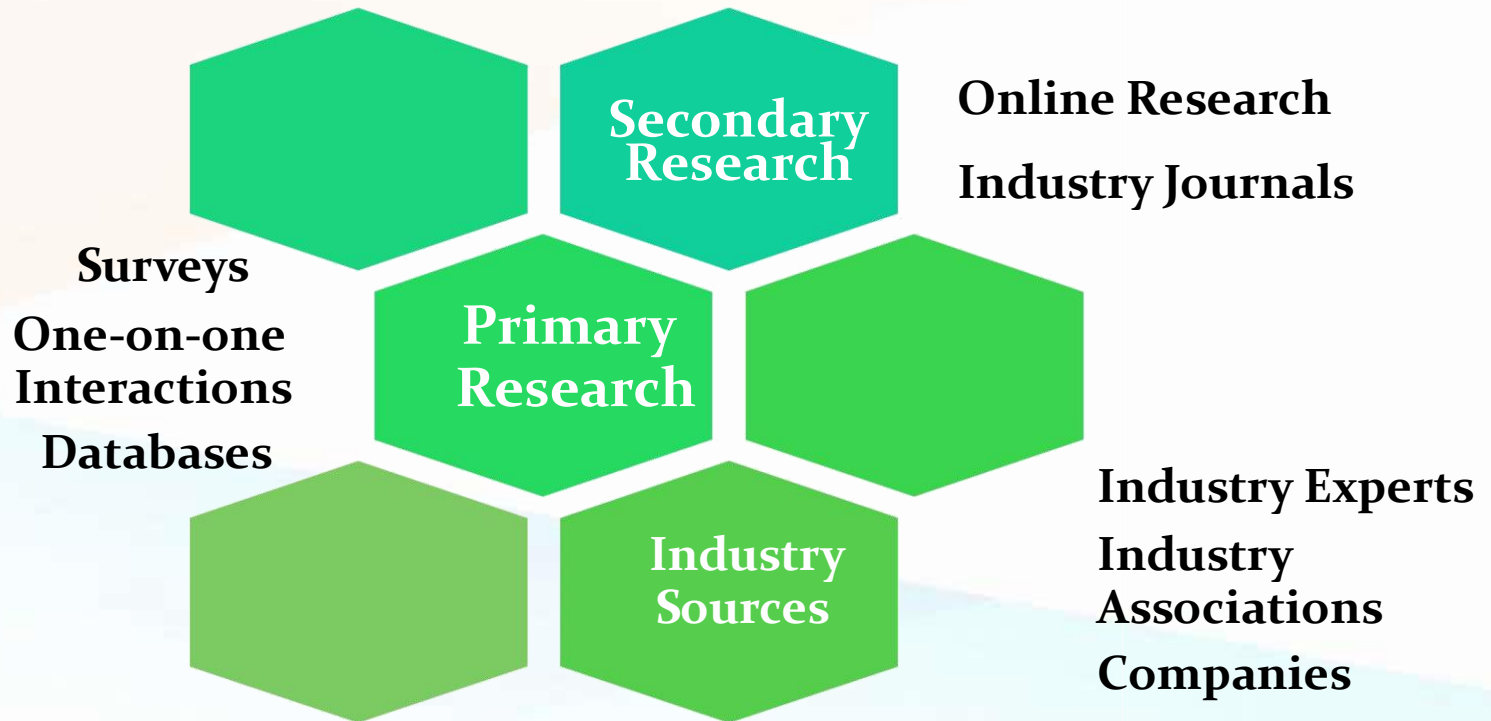 Secondary
Research
Online Research
Industry Journals
Surveys
One-on-one
Interactions
Databases
Primary
Research
Industry
Sources
Industry Experts
Industry
Associations
Companies